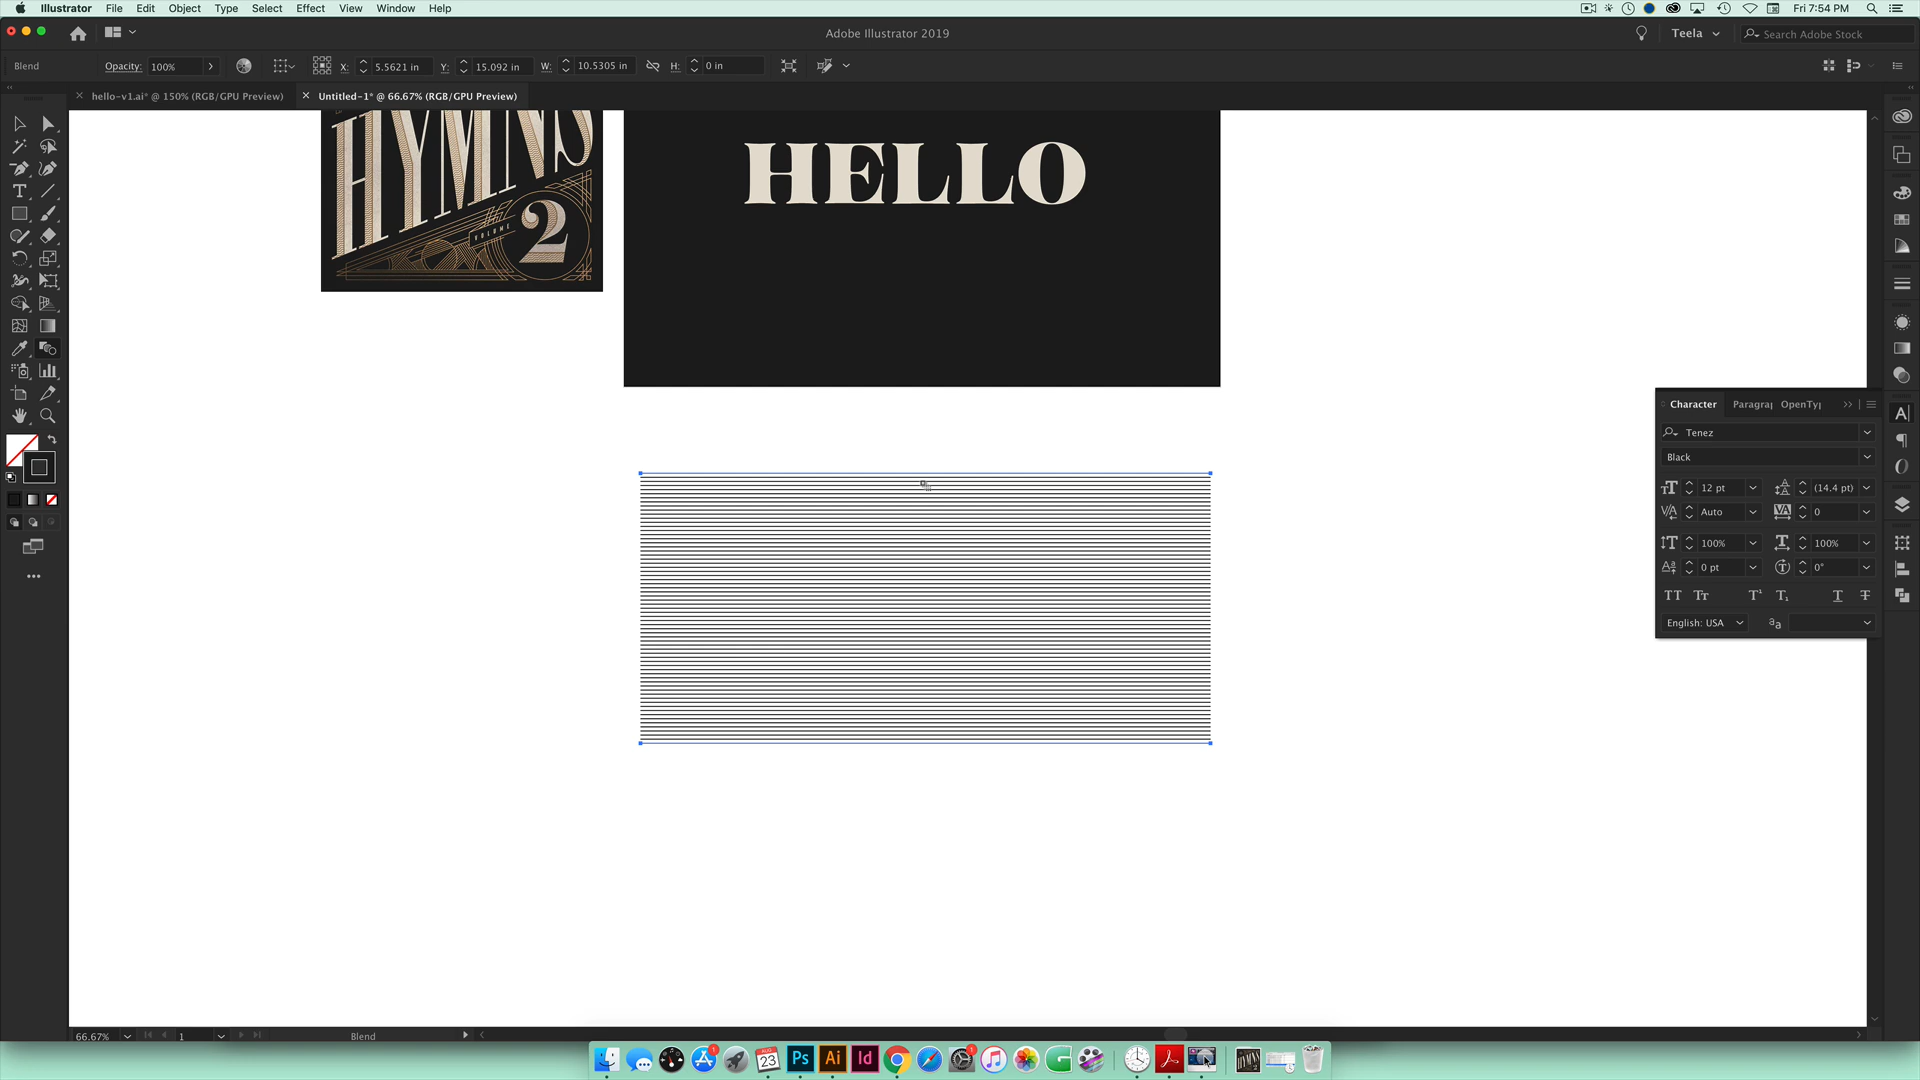 Illustrator File Edit Object Type Select Effect View Window Help
Fri 7:54 PM
Adobe Illustrator 2019
Teela
Search Adobe Stock
Blend
Opacity: 100%
X: 5.5621 in
Y: 15.092 in
W: 10.5305 in
H: 0 in
hello-v1.ai* @ 150% (RGB/GPU Preview)
Untitled-1* @ 66.67% (RGB/GPU Preview)
HYMNS
VOLUME
2
HELLO
Character Paragraj OpenTy
Tenez
Black
12 pt
(14.4 pt)
Auto
0
100%
100%
0 pt
0°
English: USA
66.67%
1
Blend
23
Ps
Ai
Id